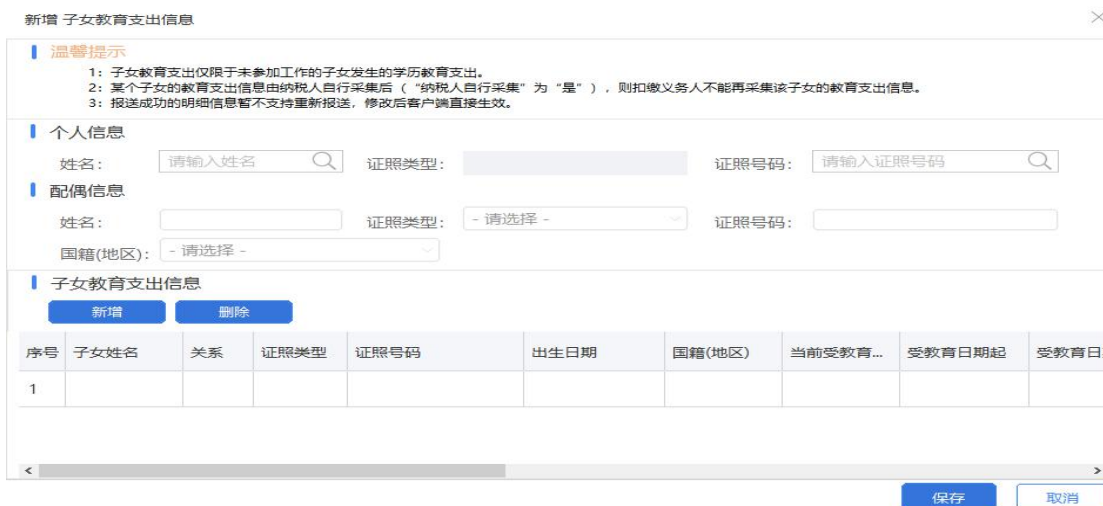 新增 子女教育支出信息
温馨提示
1：子女教育支出仅限于未参加工作的子女发生的学历教育支出。
2：某个子女的教育支出信息由纳税人自行采集后（“纳税人自行采集”为“是”），则扣缴义务人不能再采集该子女的教育支出信息。
3：报送成功的明细信息暂不支持重新报送，修改后客户端直接生效。
个人信息
姓名： 请输入姓名 证照类型： 证照号码： 请输入证照号码
配偶信息
姓名： 证照类型： - 请选择 - 证照号码：
国籍(地区)： - 请选择 -
子女教育支出信息
新增 删除
序号 子女姓名 关系 证照类型 证照号码 出生日期 国籍(地区) 当前受教育... 受教育日期起 受教育日
1
保存 取消